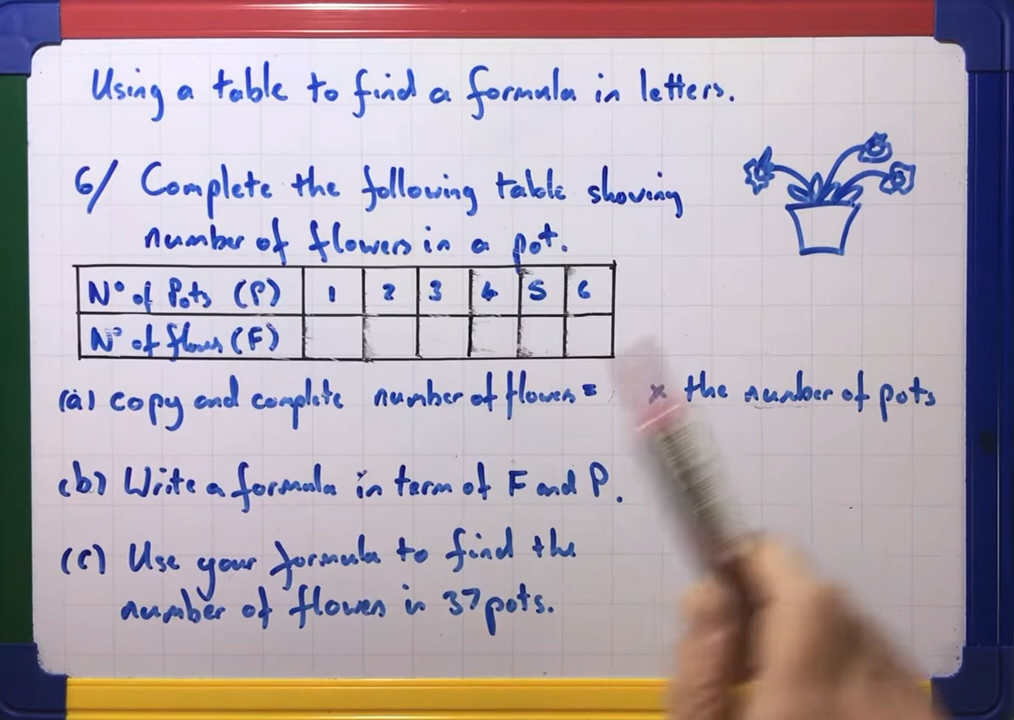 Using a table to find a formula in letters.
6/ Complete the following table showing
number of flowers in a pot.
N° of Pots (P) 1 2 3 4 5 6
N° of flowers (F)
(a) copy and complete number of flowers = x the number of pots
(b) Write a formula in term of F and P.
(c) Use your formula to find the
number of flowers in 37 pots.